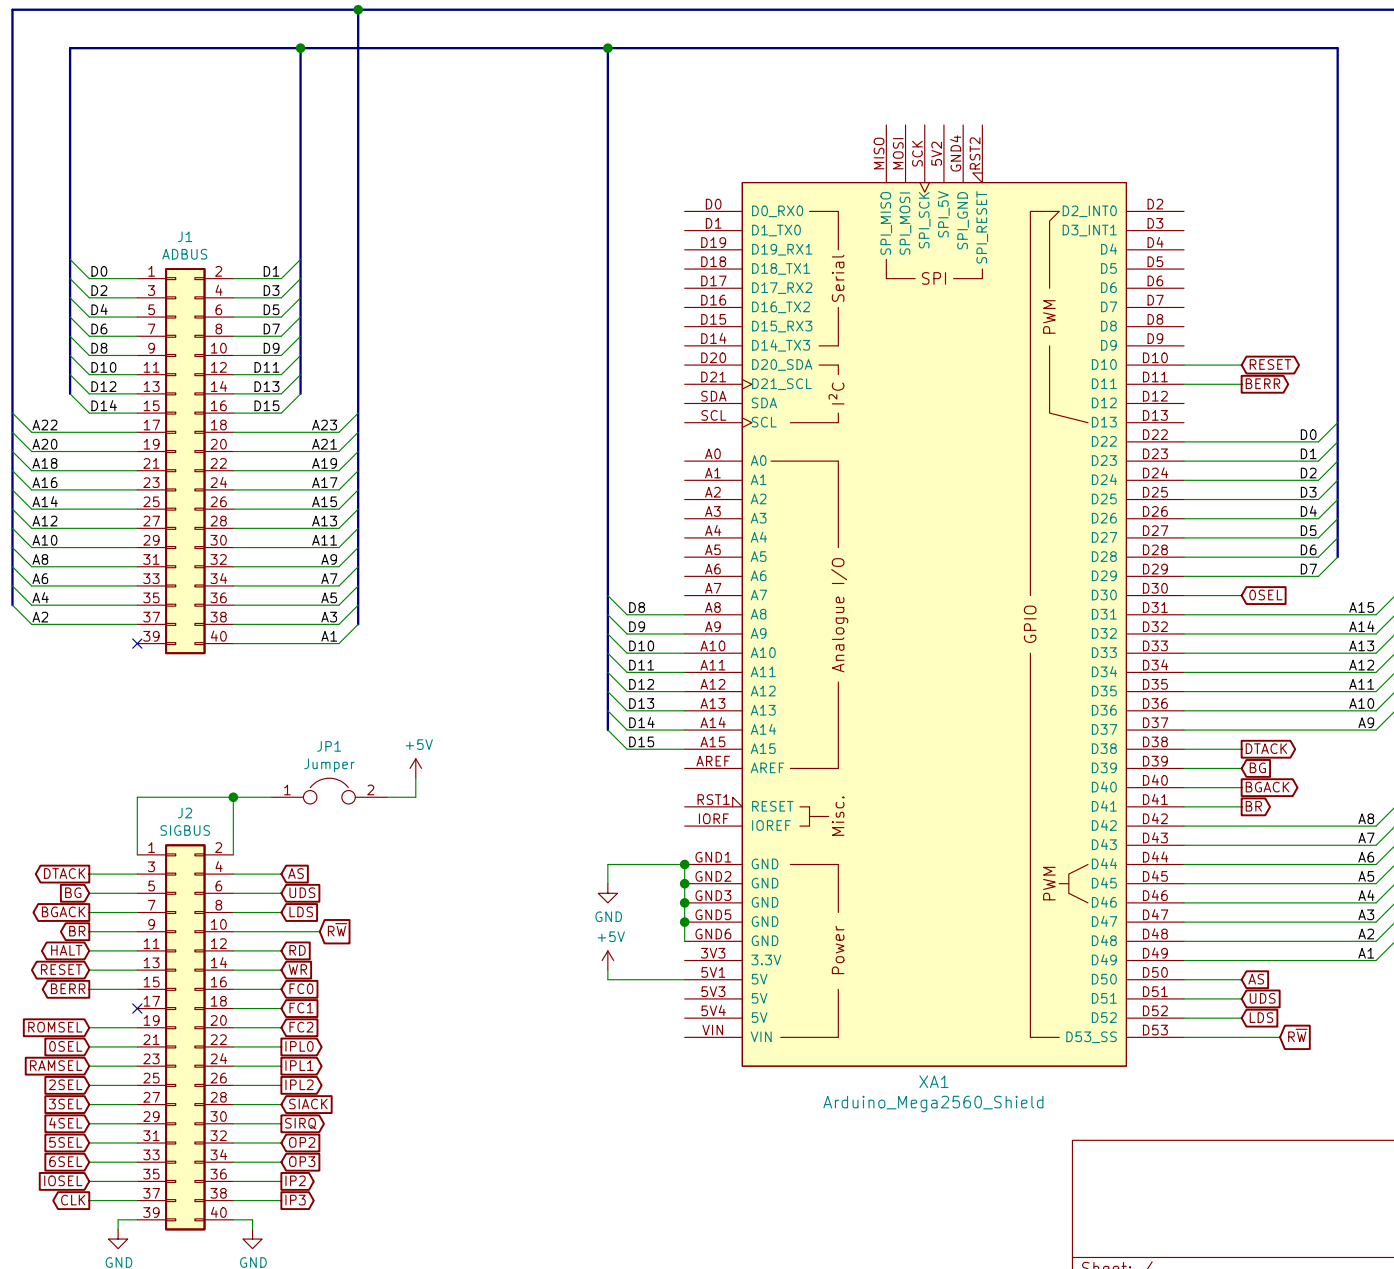 MISO MOSI SCK 5V2 GND4 RST2
SPI_MISO SPI_MOSI SPI_SCK SPI_5V SPI_GND SPI_RESET
SPI
J1
ADBUS
D0 1 2 D1
D2 3 4 D3
D4 5 6 D5
D6 7 8 D7
D8 9 10 D9
D10 11 12 D11
D12 13 14 D13
D14 15 16 D15
A22 17 18 A23
A20 19 20 A21
A18 21 22 A19
A16 23 24 A17
A14 25 26 A15
A12 27 28 A13
A10 29 30 A11
A8 31 32 A9
A6 33 34 A7
A4 35 36 A5
A2 37 38 A3
39 40 A1
JP1
Jumper
1 2
+5V
J2
SIGBUS
1 2
DTACK 3 4 AS
BG 5 6 UDS
BGACK 7 8 LDS
BR 9 10 RW̅
HALT 11 12 RD
RESET 13 14 WR
BERR 15 16 FC0
17 18 FC1
ROMSEL 19 20 FC2
0SEL 21 22 IPL0
RAMSEL 23 24 IPL1
2SEL 25 26 IPL2
3SEL 27 28 SIACK
4SEL 29 30 SIRQ
5SEL 31 32 OP2
6SEL 33 34 OP3
IOSEL 35 36 IP2
CLK 37 38 IP3
39 40
GND GND
D0 D0_RX0
D1 D1_TX0
D19 D19_RX1
D18 D18_TX1
D17 D17_RX2
D16 D16_TX2
D15 D15_RX3
D14 D14_TX3
Serial
D20 D20_SDA
D21 D21_SCL
SDA SDA
SCL SCL
I²C
A0 A0
A1 A1
A2 A2
A3 A3
A4 A4
A5 A5
A6 A6
A7 A7
D8 A8 A8
D9 A9 A9
D10 A10 A10
D11 A11 A11
D12 A12 A12
D13 A13 A13
D14 A14 A14
D15 A15 A15
AREF AREF
Analogue I/O
RST1 RESET
IORF IOREF
Misc.
GND1 GND
GND2 GND
GND3 GND
GND5 GND
GND6 GND
3V3 3.3V
5V1 5V
5V3 5V
5V4 5V
VIN VIN
Power
GND
+5V
D2_INT0 D2
D3_INT1 D3
D4 D4
D5 D5
D6 D6
D7 D7
D8 D8
D9 D9
D10 D10 RESET
D11 D11 BERR
D12 D12
D13 D13
PWM
D22 D22 D0
D23 D23 D1
D24 D24 D2
D25 D25 D3
D26 D26 D4
D27 D27 D5
D28 D28 D6
D29 D29 D7
D30 D30 0SEL
D31 D31 A15
D32 D32 A14
D33 D33 A13
D34 D34 A12
D35 D35 A11
D36 D36 A10
D37 D37 A9
D38 D38 DTACK
D39 D39 BG
D40 D40 BGACK
D41 D41 BR
D42 D42 A8
D43 D43 A7
D44 D44 A6
D45 D45 A5
D46 D46 A4
D47 D47 A3
D48 D48 A2
D49 D49 A1
D50 D50 AS
D51 D51 UDS
D52 D52 LDS
D53_SS D53 RW̅
GPIO
PWM
XA1
Arduino_Mega2560_Shield
Sheet: /